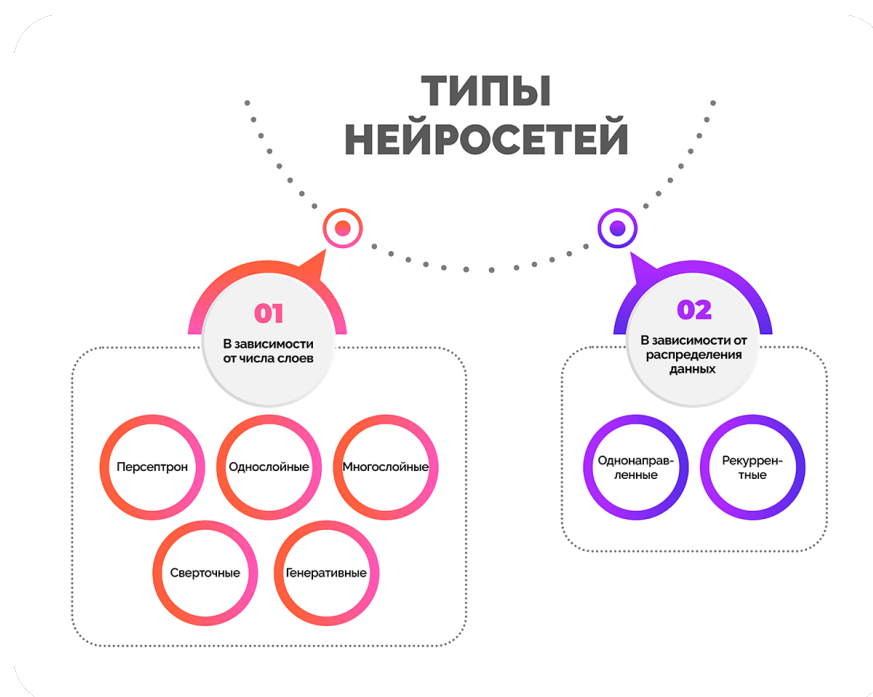 ТИПЫ
НЕЙРОСЕТЕЙ
01
В зависимости
от числа слоев
Персептрон
Однослойные
Многослойные
Сверточные
Генеративные
02
В зависимости от
распределения
данных
Однонаправ-
ленные
Рекуррен-
тные